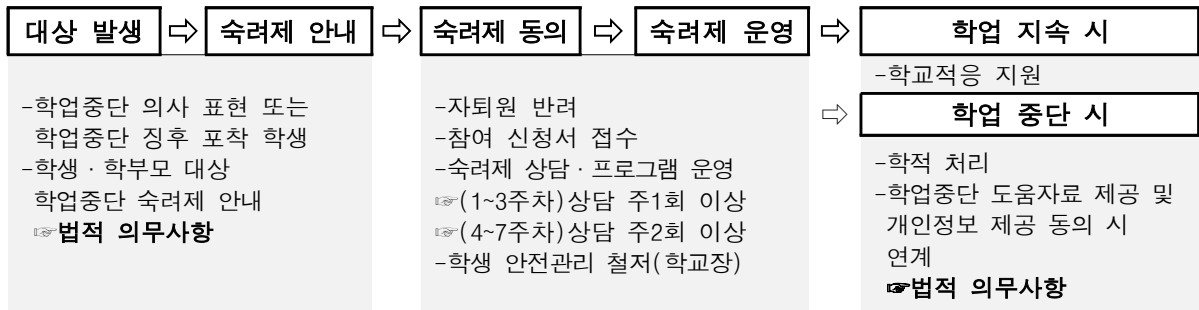 대상 발생 ⇨ 숙려제 안내 ⇨ 숙려제 동의 ⇨ 숙려제 운영 ⇨ 학업 지속 시
-학업중단 의사 표현 또는
학업중단 징후 포착 학생
-학생·학부모 대상
학업중단 숙려제 안내
☞법적 의무사항
-자퇴원 반려
-참여 신청서 접수
-숙려제 상담·프로그램 운영
☞(1~3주차)상담 주1회 이상
☞(4~7주차)상담 주2회 이상
-학생 안전관리 철저(학교장)
-학교적응 지원
⇨ 학업 중단 시
-학적 처리
-학업중단 도움자료 제공 및
개인정보 제공 동의 시
연계
☞법적 의무사항